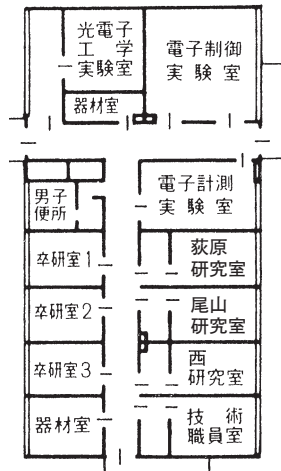 光電子
工学
実験室
電子制御
実験室
器材室
男子
便所
電子計測
実験室
卒研室1
荻原
研究室
卒研室2
尾山
研究室
卒研室3
西
研究室
器材室
技術
職員室